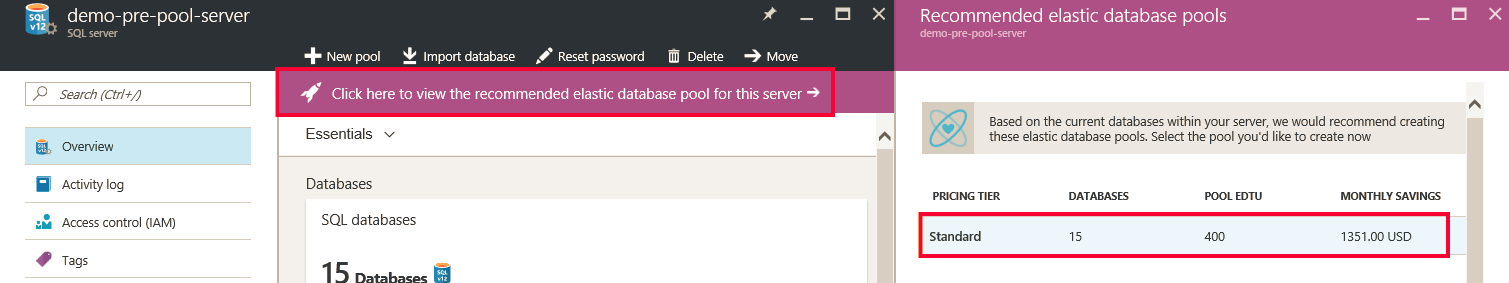 SQL
v12
demo-pre-pool-server
SQL server
New pool
Import database
Reset password
Delete
Move
Search (Ctrl+/)
Click here to view the recommended elastic database pool for this server →
SQL
v12
Overview
Activity log
Access control (IAM)
Tags
Essentials
Databases
SQL databases
15 Databases
SQL
v12
Recommended elastic database pools
demo-pre-pool-server
Based on the current databases within your server, we would recommend creating
these elastic database pools. Select the pool you'd like to create now
PRICING TIER DATABASES POOL EDTU MONTHLY SAVINGS
Standard 15 400 1351.00 USD